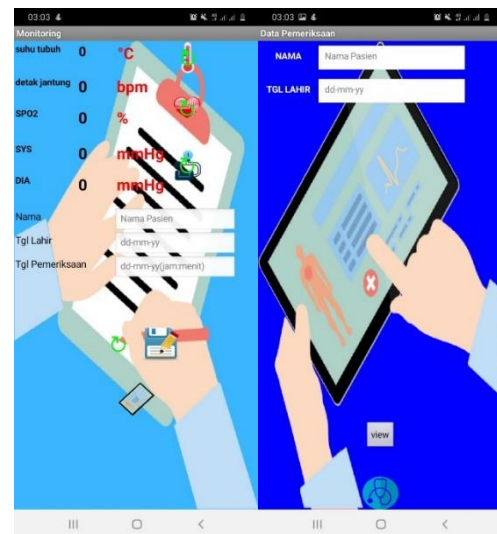 03:03
Monitoring
suhu tubuh 0 °C
detak jantung 0 bpm
SPO2 0 %
SYS 0 mmHg
DIA 0 mmHg
Nama Nama Pasien
Tgl Lahir dd-mm-yy
Tgl Pemeriksaan dd-mm-yy(jam:menit)
03:03
Data Pemeriksaan
NAMA Nama Pasien
TGL LAHIR dd-mm-yy
view